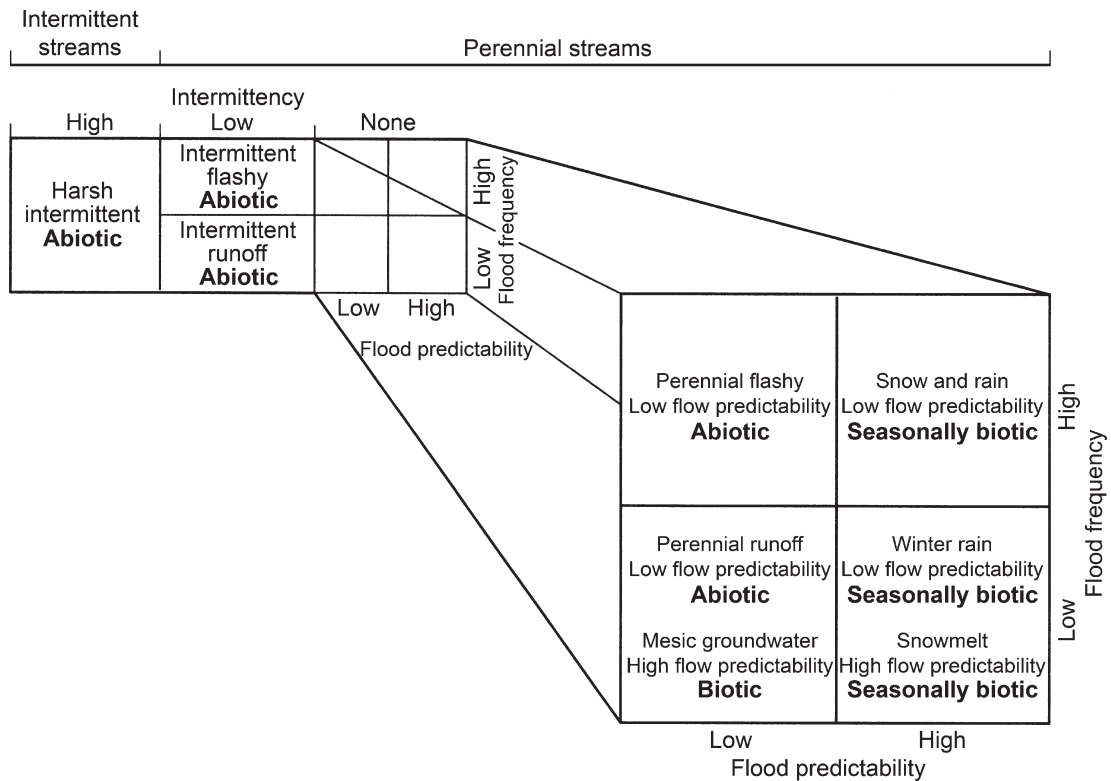 Intermittent
streams
Perennial streams
Intermittency
High
Low
None
Harsh
intermittent
Abiotic
Intermittent
flashy
Abiotic
Intermittent
runoff
Abiotic
High
Low
Flood frequency
Low
High
Flood predictability
Perennial flashy
Low flow predictability
Abiotic
Snow and rain
Low flow predictability
Seasonally biotic
Perennial runoff
Low flow predictability
Abiotic
Winter rain
Low flow predictability
Seasonally biotic
Mesic groundwater
High flow predictability
Biotic
Snowmelt
High flow predictability
Seasonally biotic
High
Low
Flood frequency
Low
High
Flood predictability